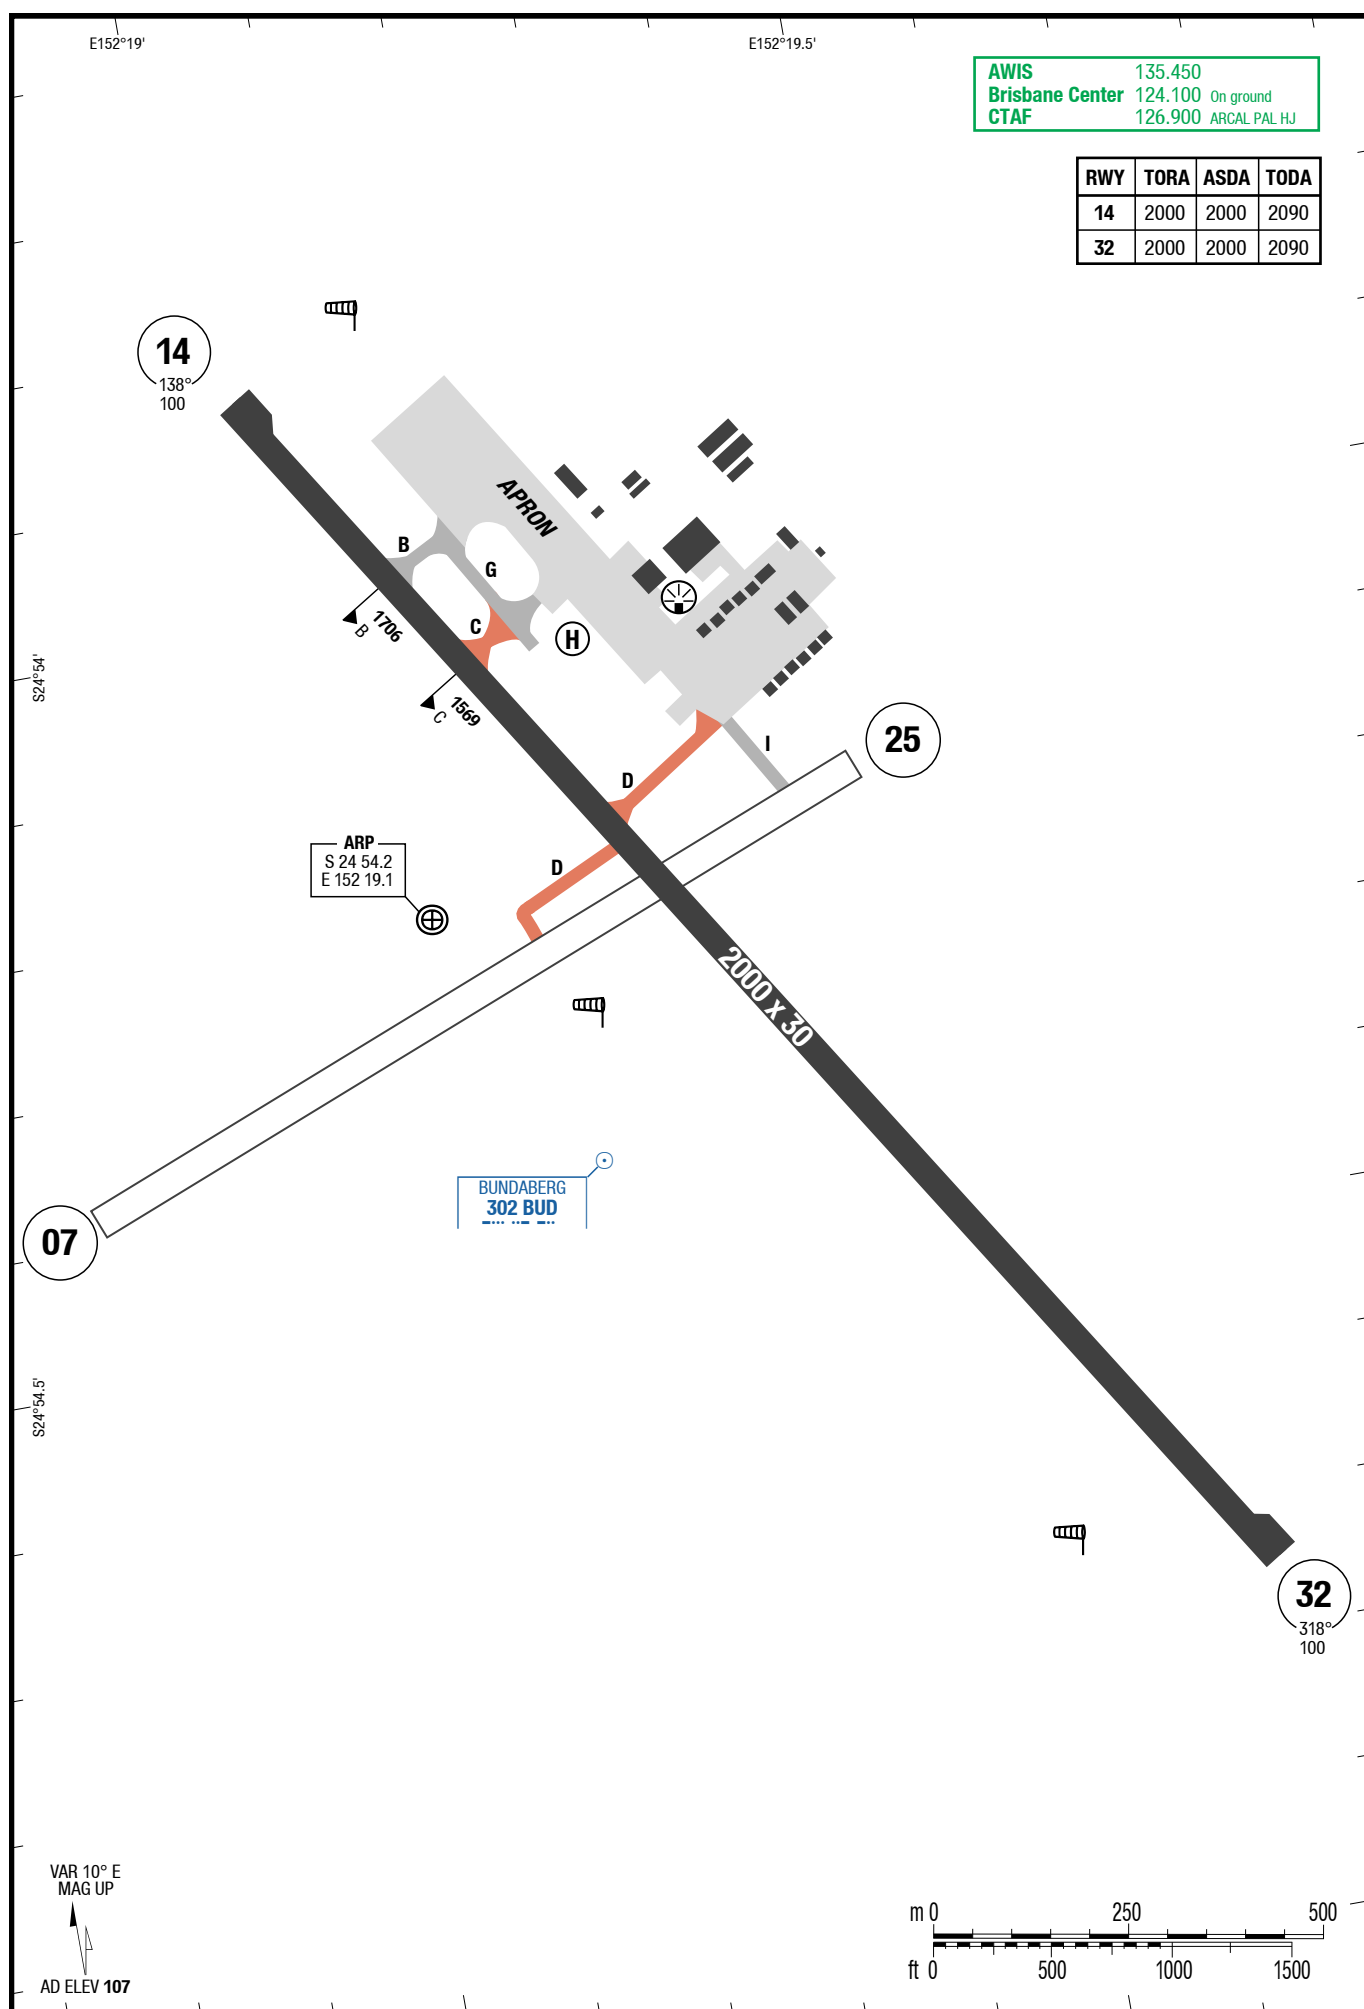 E152°19'
E152°19.5'
AWIS 135.450
Brisbane Center 124.100 On ground
CTAF 126.900 ARCAL PAL HJ
RWY TORA ASDA TODA
14 2000 2000 2090
32 2000 2000 2090
14
138°
100
APRON
B
G
C
H
B
1706
C
1569
S24°54'
25
I
D
D
ARP
S 24 54.2
E 152 19.1
2000 x 30
BUNDABERG
302 BUD
07
S24°54.5'
32
318°
100
VAR 10° E
MAG UP
AD ELEV 107
m 0 250 500
ft 0 500 1000 1500